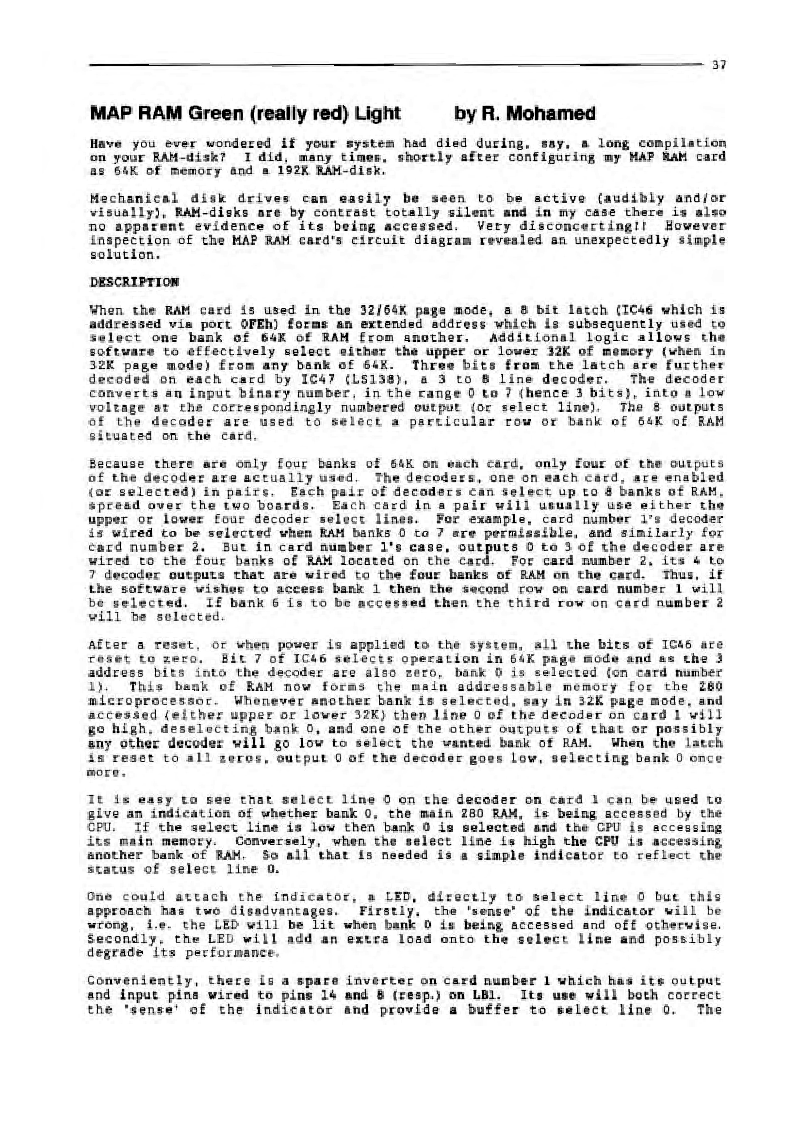 37
MAP RAM Green (really red) Light by R. Mohamed
Have you ever wondered if your system had died during, say, a long compilation
on your RAM-disk? I did, many times, shortly after configuring my MAP RAM card
as 64K of memory and a 192K RAM-disk.
Mechanical disk drives can easily be seen to be active (audibly and/or
visually), RAM-disks are by contrast totally silent and in my case there is also
no apparent evidence of its being accessed. Very disconcerting!! However
inspection of the MAP RAM card's circuit diagram revealed an unexpectedly simple
solution.
DESCRIPTION
When the RAM card is used in the 32/64K page mode, a 8 bit latch (IC46 which is
addressed via port 0FEh) forms an extended address which is subsequently used to
select one bank of 64K of RAM from another. Additional logic allows the
software to effectively select either the upper or lower 32K of memory (when in
32K page mode) from any bank of 64K. Three bits from the latch are further
decoded on each card by IC47 (LS138), a 3 to 8 line decoder. The decoder
converts an input binary number, in the range 0 to 7 (hence 3 bits), into a low
voltage at the correspondingly numbered output (or select line). The 8 outputs
of the decoder are used to select a particular row or bank of 64K of RAM
situated on the card.
Because there are only four banks of 64K on each card, only four of the outputs
of the decoder are actually used. The decoders, one on each card, are enabled
(or selected) in pairs. Each pair of decoders can select up to 8 banks of RAM,
spread over the two boards. Each card in a pair will usually use either the
upper or lower four decoder select lines. For example, card number 1's decoder
is wired to be selected when RAM banks 0 to 7 are permissible, and similarly for
card number 2. But in card number 1's case, outputs 0 to 3 of the decoder are
wired to the four banks of RAM located on the card. For card number 2, its 4 to
7 decoder outputs that are wired to the four banks of RAM on the card. Thus, if
the software wishes to access bank 1 then the second row on card number 1 will
be selected. If bank 6 is to be accessed then the third row on card number 2
will be selected.
After a reset, or when power is applied to the system, all the bits of IC46 are
reset to zero. Bit 7 of IC46 selects operation in 64K page mode and as the 3
address bits into the decoder are also zero, bank 0 is selected (on card number
1). This bank of RAM now forms the main addressable memory for the Z80
microprocessor. Whenever another bank is selected, say in 32K page mode, and
accessed (either upper or lower 32K) then line 0 of the decoder on card 1 will
go high, deselecting bank 0, and one of the other outputs of that or possibly
any other decoder will go low to select the wanted bank of RAM. When the latch
is reset to all zeros, output 0 of the decoder goes low, selecting bank 0 once
more.
It is easy to see that select line 0 on the decoder on card 1 can be used to
give an indication of whether bank 0, the main Z80 RAM, is being accessed by the
CPU. If the select line is low then bank 0 is selected and the CPU is accessing
its main memory. Conversely, when the select line is high the CPU is accessing
another bank of RAM. So all that is needed is a simple indicator to reflect the
status of select line 0.
One could attach the indicator, a LED, directly to select line 0 but this
approach has two disadvantages. Firstly, the 'sense' of the indicator will be
wrong, i.e. the LED will be lit when bank 0 is being accessed and off otherwise.
Secondly, the LED will add an extra load onto the select line and possibly
degrade its performance.
Conveniently, there is a spare inverter on card number 1 which has its output
and input pins wired to pins 14 and 8 (resp.) on LB1. Its use will both correct
the 'sense' of the indicator and provide a buffer to select line 0. The